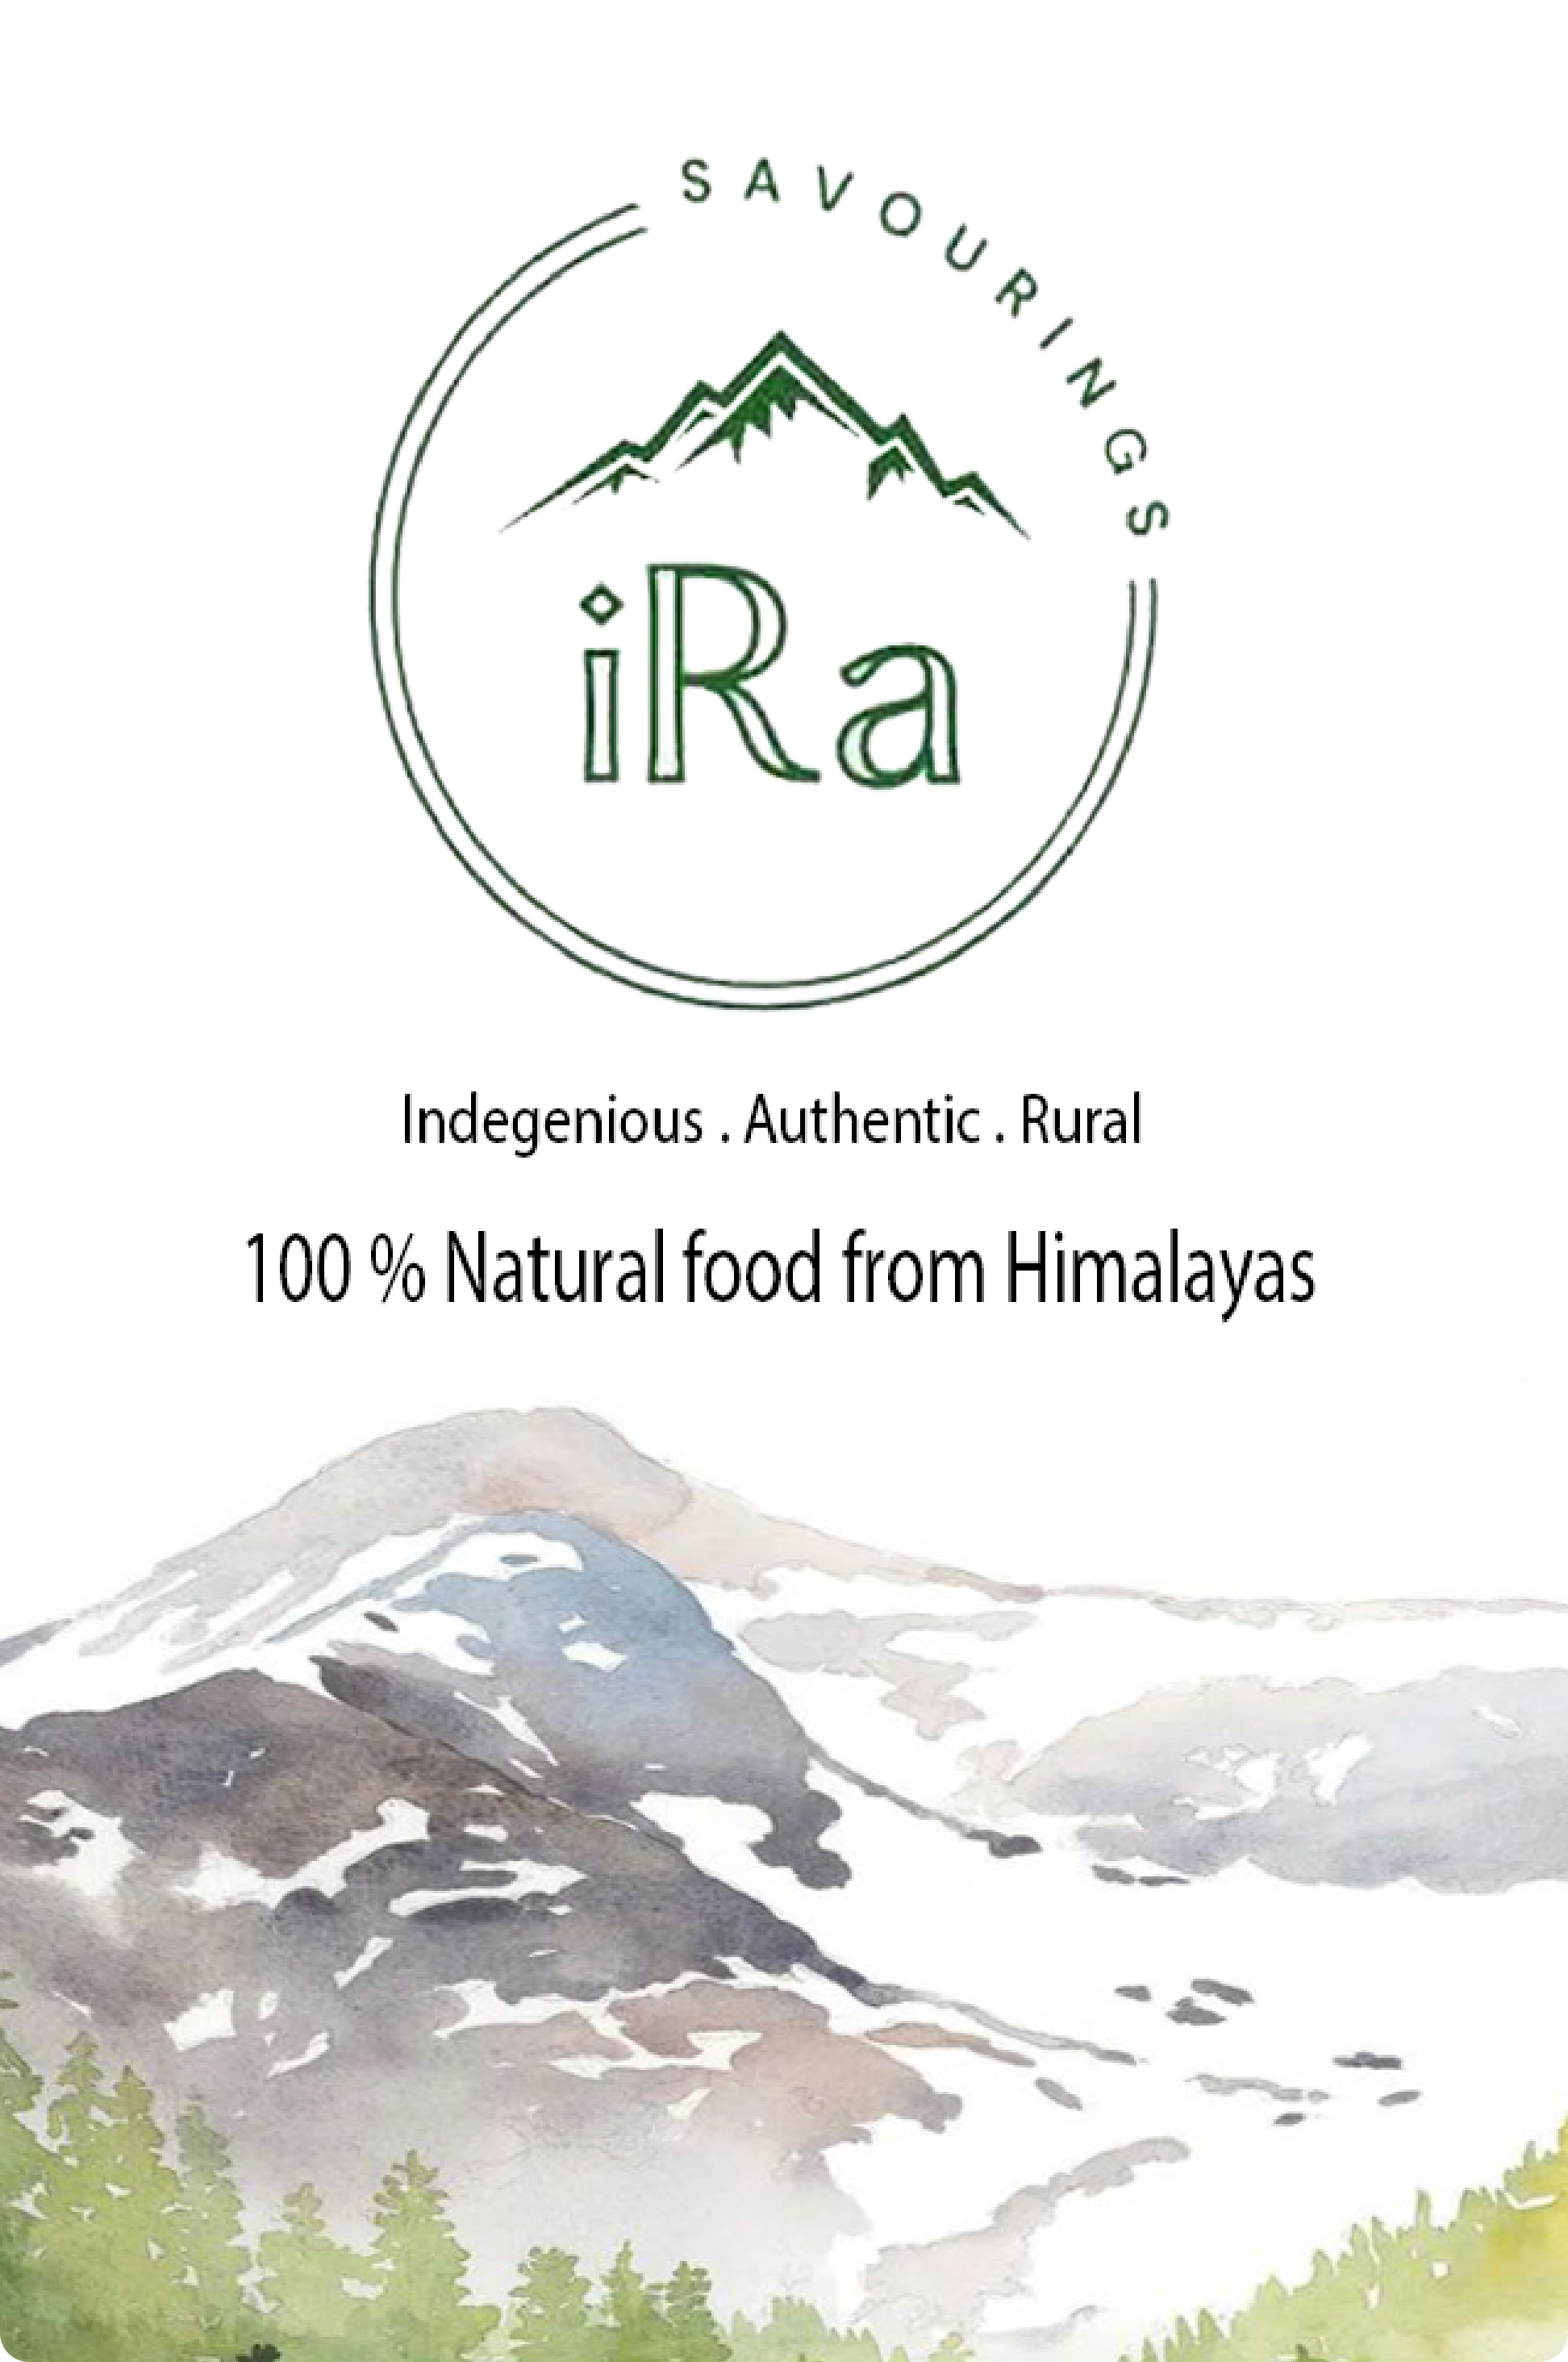 SAVOURINGS
iRa
Indegenious . Authentic . Rural
100 % Natural food from Himalayas